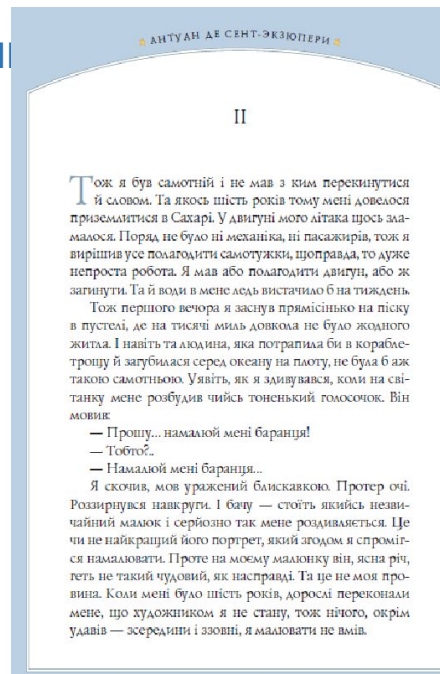 АНТУАН ДЕ СЕНТ-ЭКЗЮПЕРИ
II
Тож я був самотній і не мав з ким перекинутися
й словом. Та якось шість років тому мені довелося
приземлитися в Сахарі. У двигуні мого літака щось зла-
малося. Поряд не було ні механіка, ні пасажирів, тож я
вирішив усе полагодити самотужки, щоправда, то дуже
непроста робота. Я мав або полагодити двигун, або ж
загинути. Та й води в мене ледь вистачило б на тиждень.
Тож першого вечора я заснув прямісінько на піску
в пустелі, де на тисячі миль довкола не було жодного
житла. І навіть та людина, яка потрапила би в корабле-
трощу й загубилася серед океану на плоту, не була б аж
такою самотньою. Уявіть, як я здивувався, коли на сві-
танку мене розбудив чийсь тоненький голосочок. Він
мовив:
— Прошу... намалюй мені баранця!
— Тобто?..
— Намалюй мені баранця...
Я скочив, мов уражений блискавкою. Протер очі.
Роззирнувся навкруги. І бачу — стоїть якийсь незви-
чайний малюк і серйозно так мене роздивляється. Це
чи не найкращий його портрет, який згодом я спроміг-
ся намалювати. Проте на моєму малюнку він, ясна річ,
геть не такий чудовий, як насправді. Та це не моя про-
вина. Коли мені було шість років, дорослі переконали
мене, що художником я не стану, тож нічого, окрім
удавів — зсередини і ззовні, я малювати не вмів.